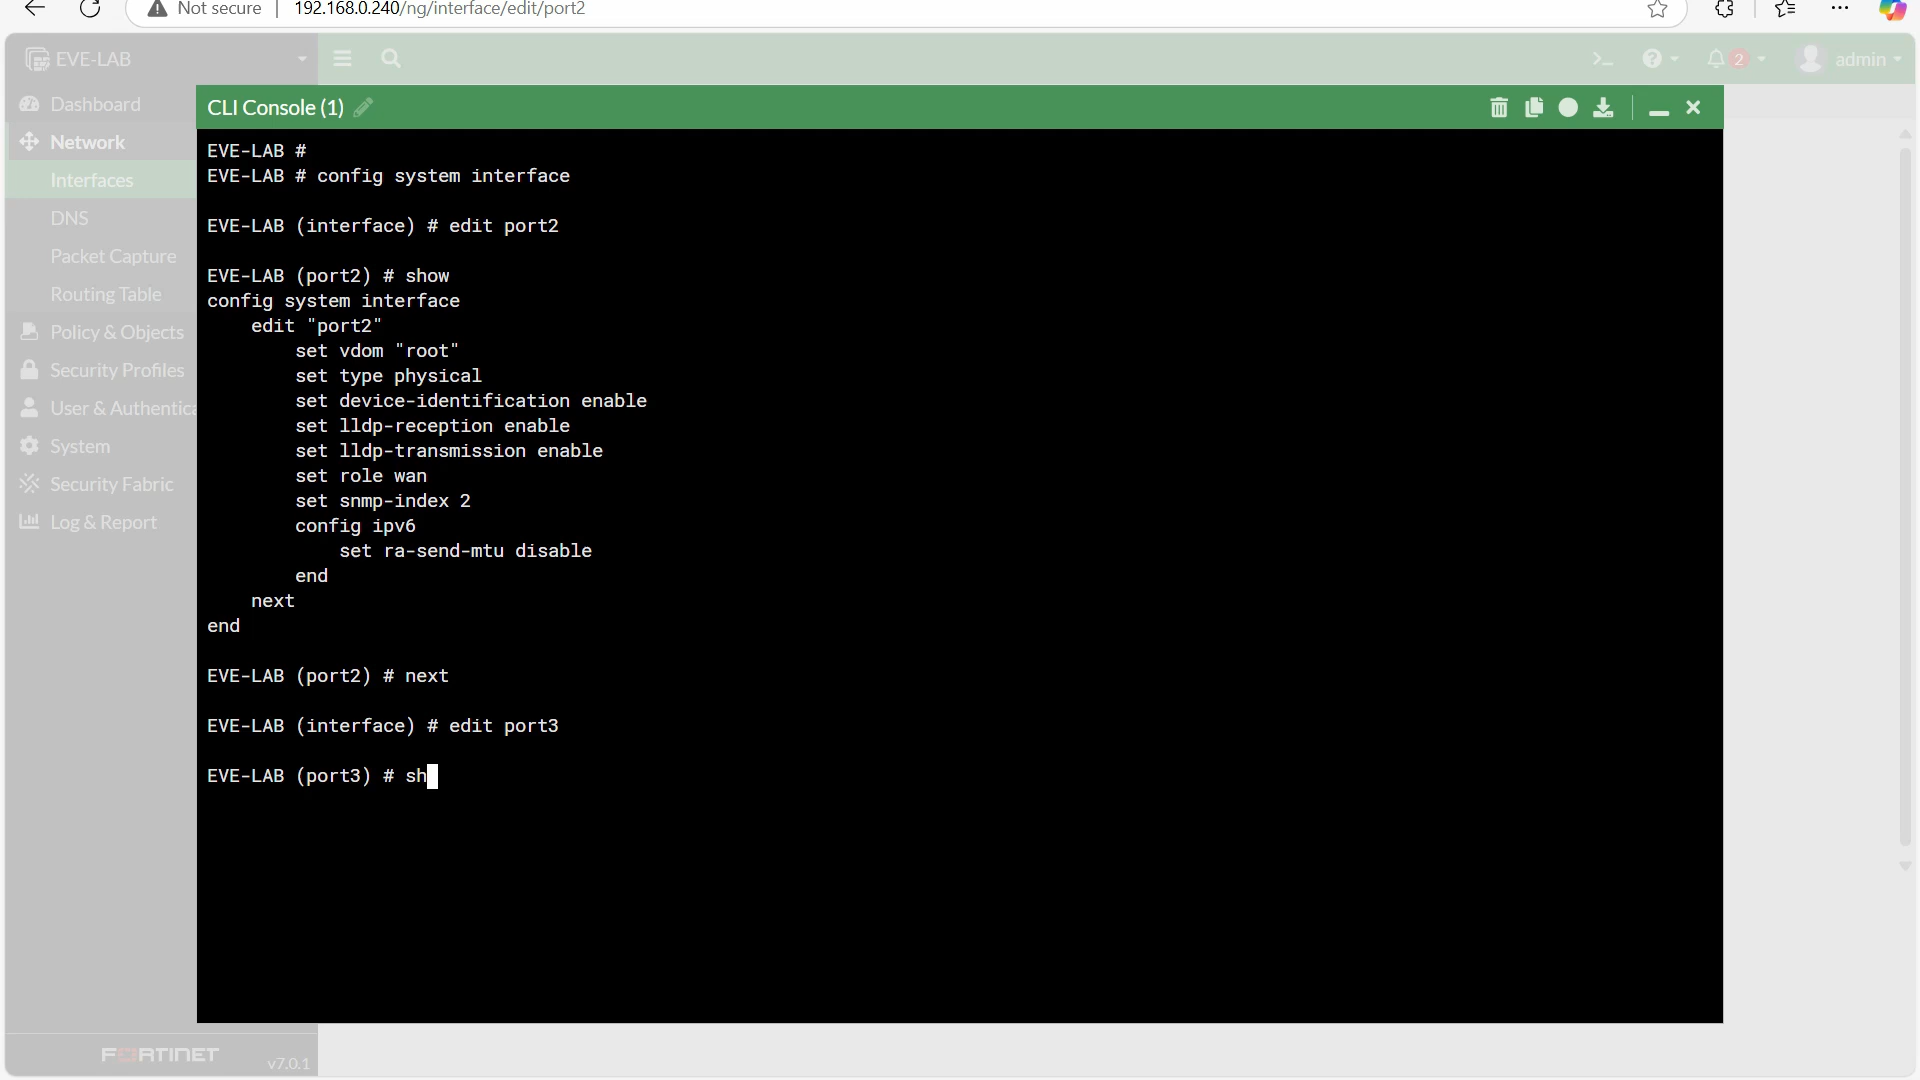 Not secure | 192.168.0.240/ng/interface/edit/port2
EVE-LAB
2
admin
Dashboard
Network
Interfaces
DNS
Packet Capture
Routing Table
Policy & Objects
Security Profiles
User & Authentica
System
Security Fabric
Log & Report
FORTINET
v7.0.1
CLI Console (1)
EVE-LAB #
EVE-LAB # config system interface
EVE-LAB (interface) # edit port2
EVE-LAB (port2) # show
config system interface
    edit "port2"
        set vdom "root"
        set type physical
        set device-identification enable
        set lldp-reception enable
        set lldp-transmission enable
        set role wan
        set snmp-index 2
        config ipv6
            set ra-send-mtu disable
        end
    next
end
EVE-LAB (port2) # next
EVE-LAB (interface) # edit port3
EVE-LAB (port3) # sh